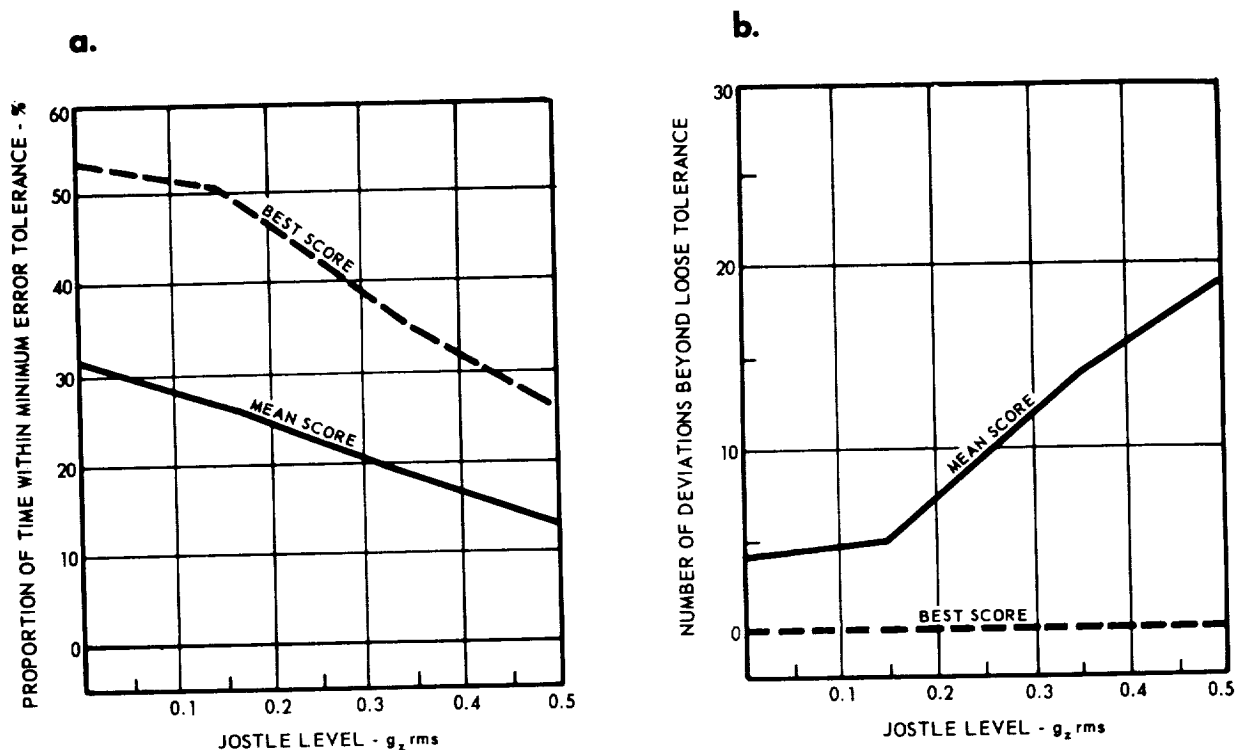 a.
PROPORTION OF TIME WITHIN MINIMUM ERROR TOLERANCE - %
60
50
40
30
20
10
0
BEST SCORE
MEAN SCORE
0.1 0.2 0.3 0.4 0.5
JOSTLE LEVEL - gz rms
b.
NUMBER OF DEVIATIONS BEYOND LOOSE TOLERANCE
30
20
10
0
MEAN SCORE
BEST SCORE
0.1 0.2 0.3 0.4 0.5
JOSTLE LEVEL - gz rms